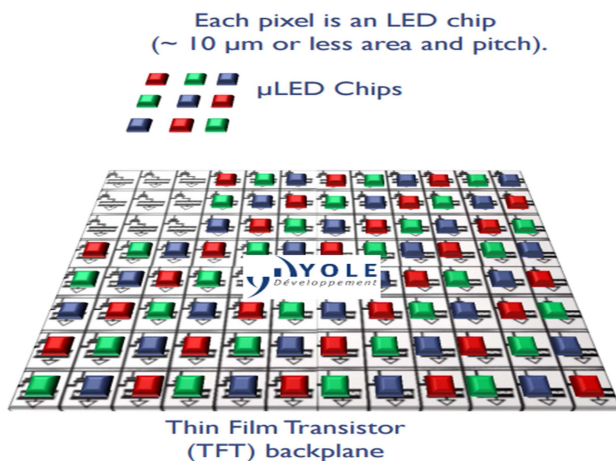 Each pixel is an LED chip
(~ 10 µm or less area and pitch).
µLED Chips
YOLE
Développement
Thin Film Transistor
(TFT) backplane